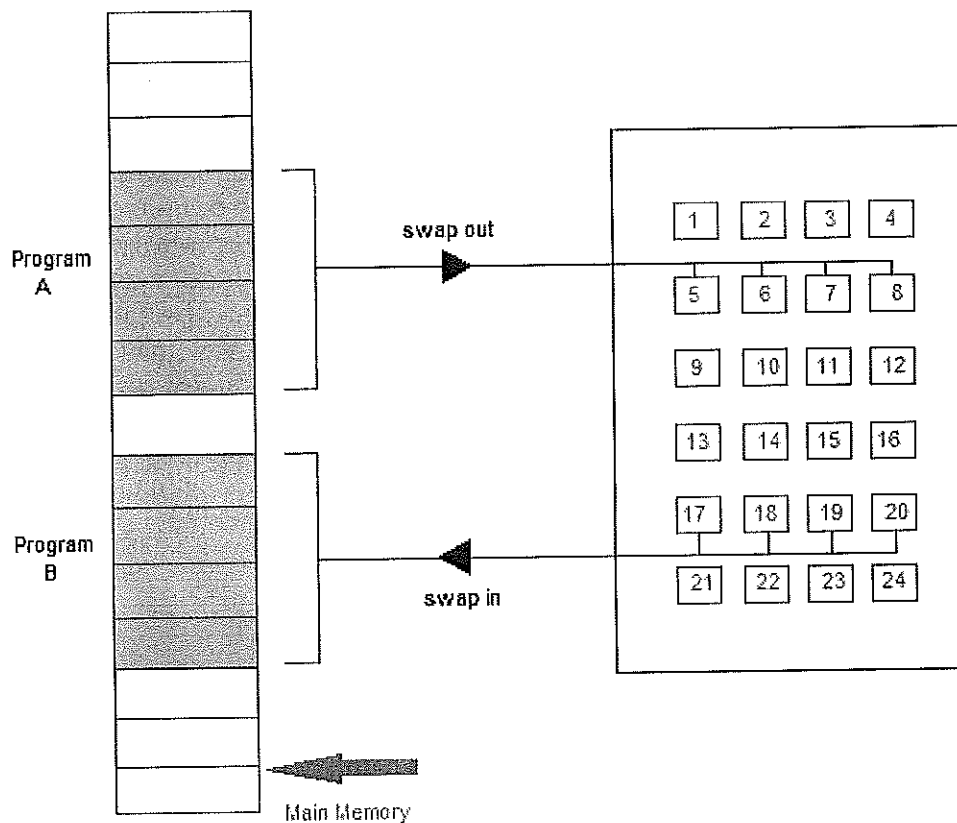 Program
A
swap out
1 2 3 4
5 6 7 8
9 10 11 12
13 14 15 16
Program
B
17 18 19 20
swap in
21 22 23 24
Main Memory